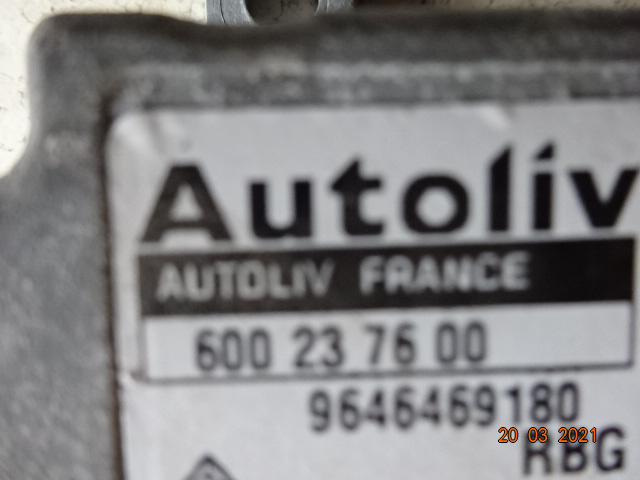 Autoliv
AUTOLIV FRANCE
600 23 76 00
9646469180
20 03 2021
RBG